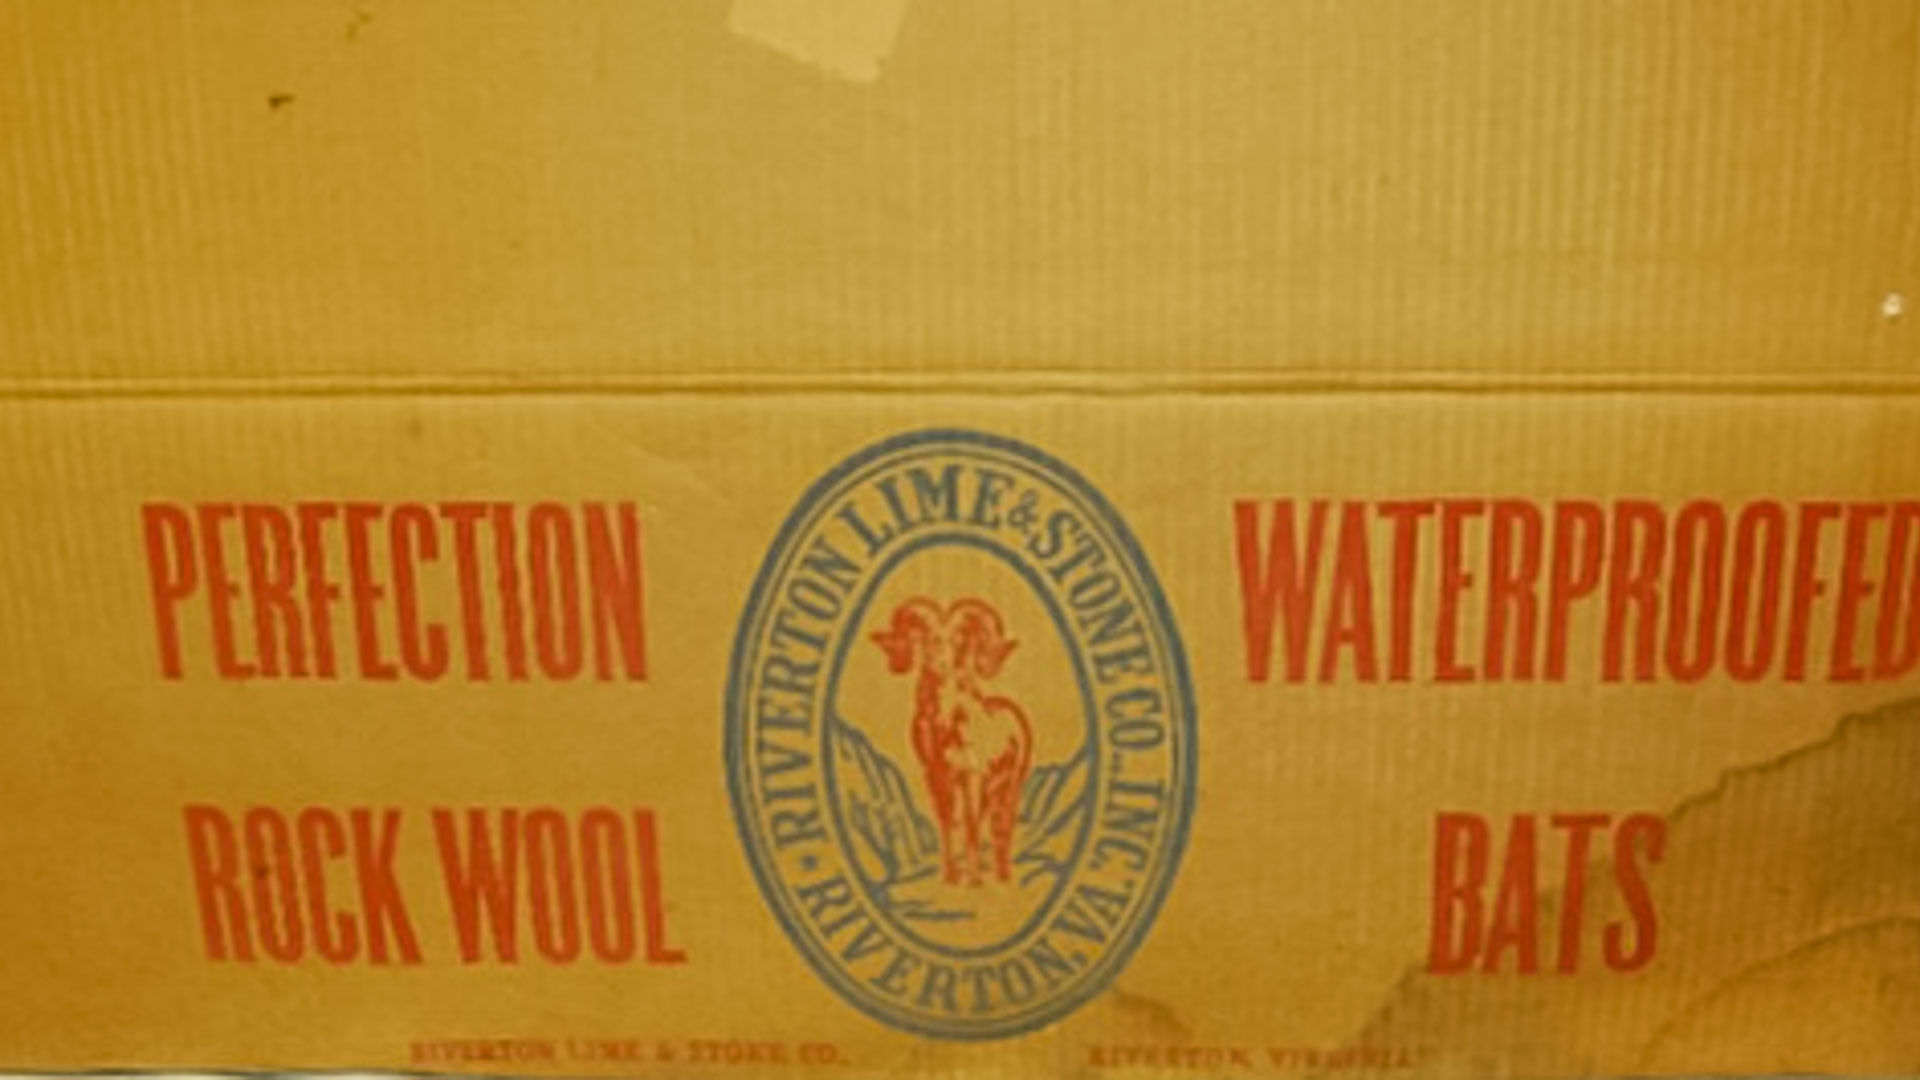 PERFECTION
ROCK WOOL
RIVERTON LIME & STONE CO., INC.
• RIVERTON, VA.
WATERPROOFED
BATS
RIVERTON LIME & STONE CO.
RIVERTON, VIRGINIA